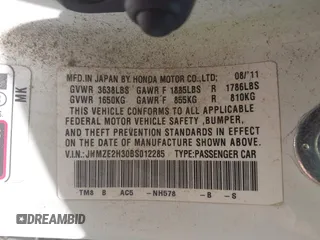 MFD. IN JAPAN BY HONDA MOTOR CO.,LTD. 08/'11
GVWR 3638LBS GAWR F 1885LBS R 1786LBS
GVWR 1650KG GAWR F 855KG R 810KG
THIS VEHICLE CONFORMS TO ALL APPLICABLE
FEDERAL MOTOR VEHICLE SAFETY ,BUMPER,
AND THEFT PREVENTION STANDARDS IN EFFECT
ON THE DATE OF MANUFACTURE SHOWN ABOVE.
V.I.N.:JHMZE2H30BS012285 TYPE:PASSENGER CAR
TM8 B AC5 -NH578 -B -S
MK
IDREAMBID